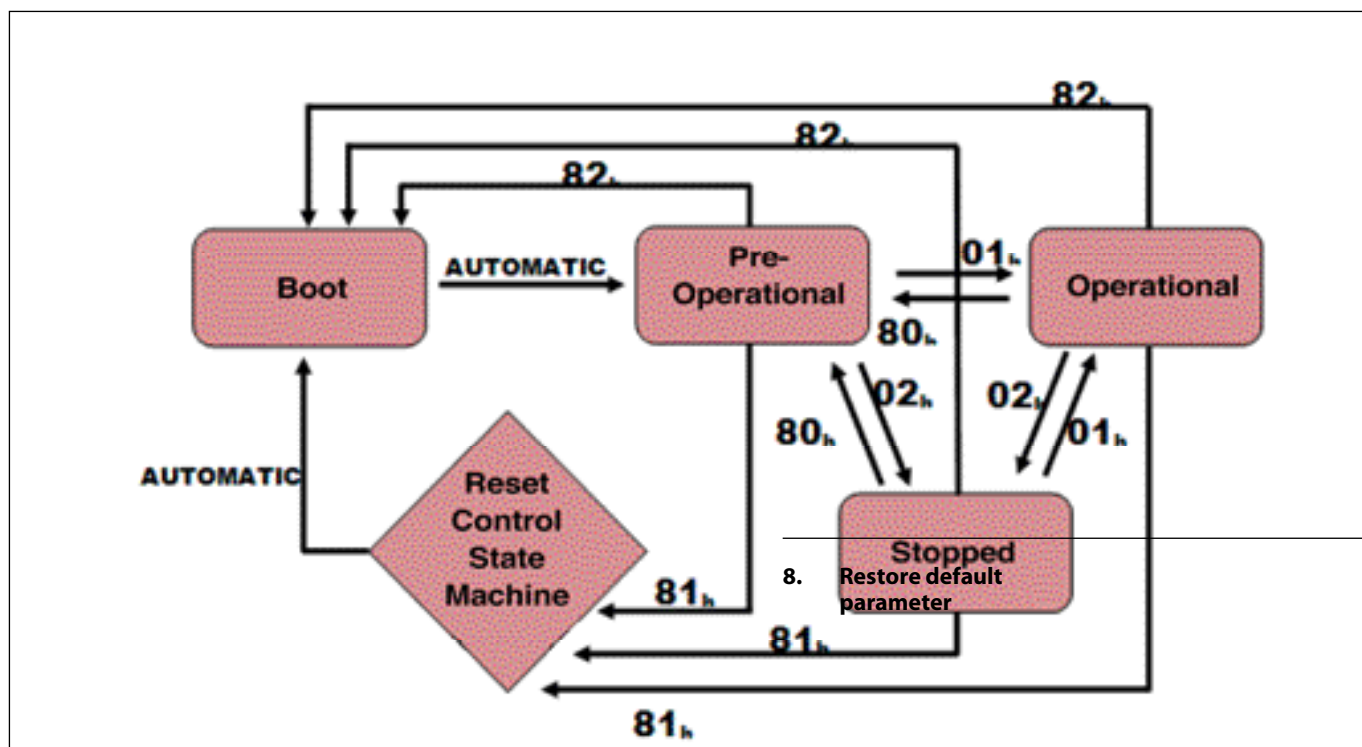 82h
82h
82h
Boot
AUTOMATIC
Pre-
Operational
01h
80h
Operational
02h
80h
02h
01h
AUTOMATIC
Reset
Control
State
Machine
Stopped
8. Restore default
parameter
81h
81h
81h